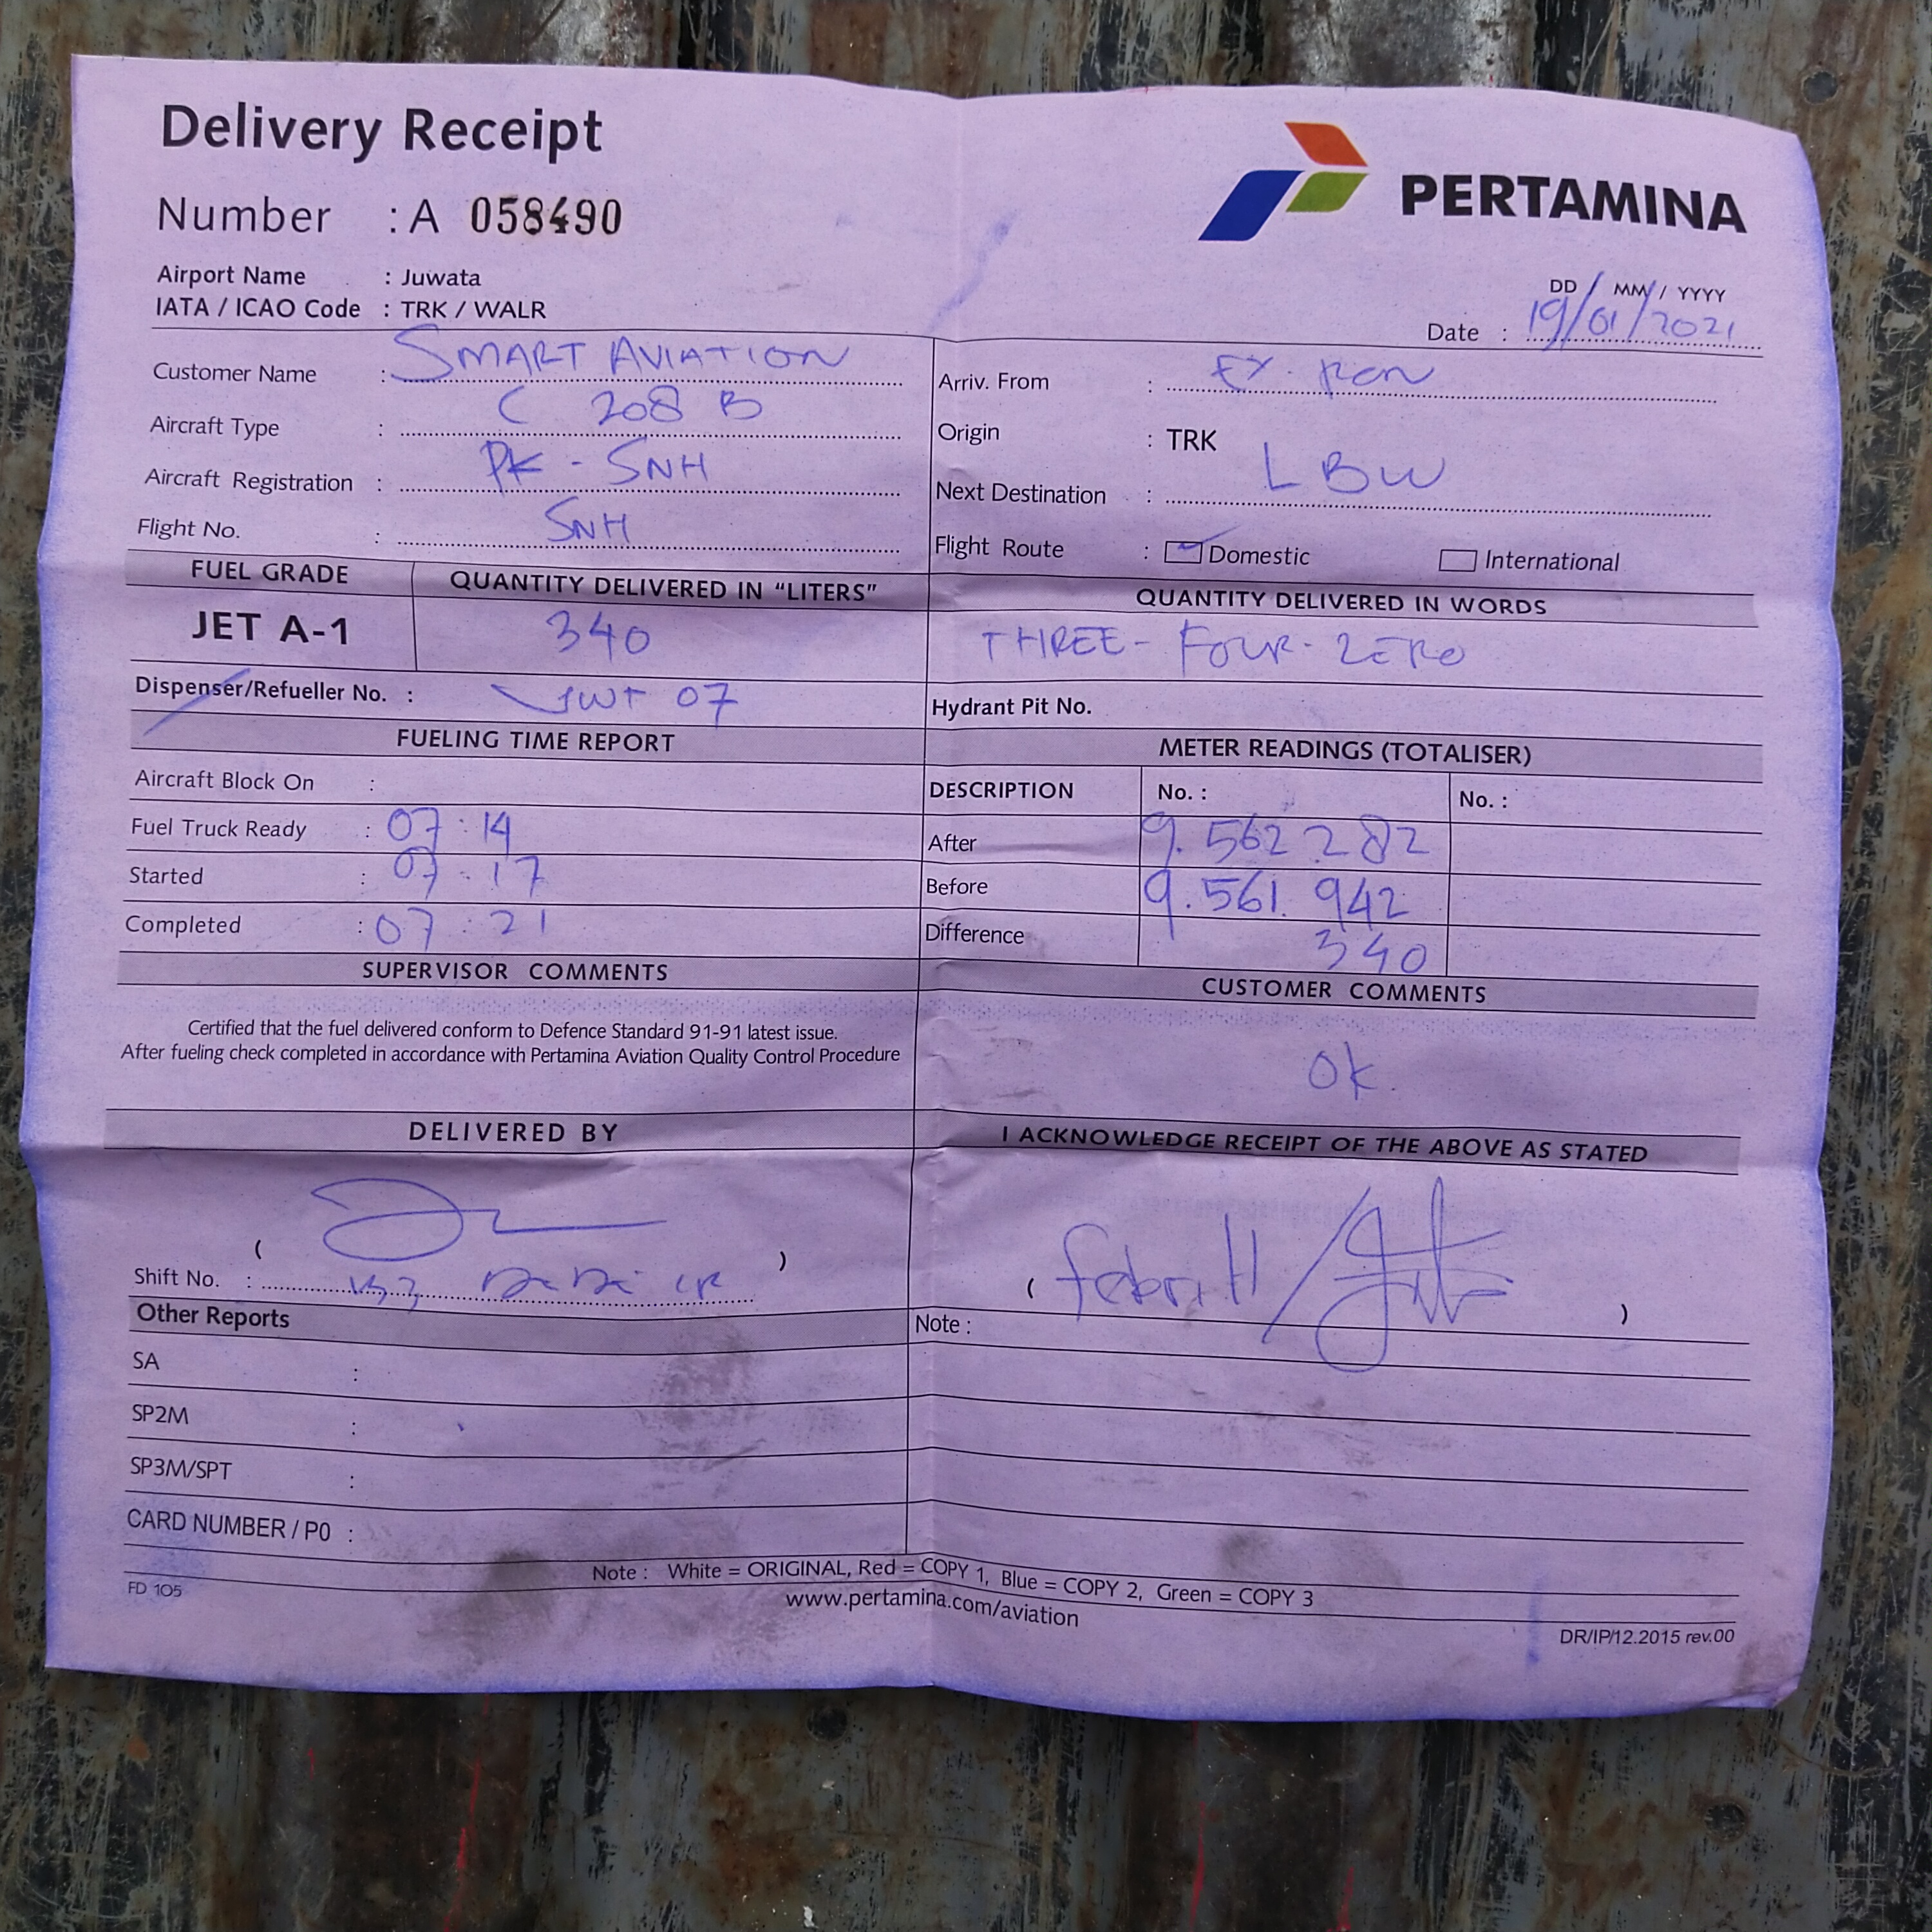 Delivery Receipt
PERTAMINA
Number : A 058490
Airport Name : Juwata
IATA / ICAO Code : TRK / WALR
DD / MM / YYYY
Date : 19/01/2021
Customer Name : SMART AVIATION
Aircraft Type : C 208 B
Aircraft Registration : PK - SNH
Flight No. : SNH
Arriv. From : EX. RON
Origin : TRK
Next Destination : LBW
Flight Route : Domestic International
FUEL GRADE QUANTITY DELIVERED IN “LITERS” QUANTITY DELIVERED IN WORDS
JET A-1 340 THREE - FOUR - ZERO
Dispenser/Refueller No. : JWT 07
Hydrant Pit No.
FUELING TIME REPORT
Aircraft Block On :
Fuel Truck Ready : 07 : 14
Started : 07 : 17
Completed : 07 : 21
METER READINGS (TOTALISER)
DESCRIPTION No. : No. :
After 9.562 282
Before 9.561. 942
Difference 340
SUPERVISOR COMMENTS
Certified that the fuel delivered conform to Defence Standard 91-91 latest issue.
After fueling check completed in accordance with Pertamina Aviation Quality Control Procedure
CUSTOMER COMMENTS
Ok.
DELIVERED BY
( )
Shift No. :
I ACKNOWLEDGE RECEIPT OF THE ABOVE AS STATED
( )
Other Reports
SA :
SP2M :
SP3M/SPT :
CARD NUMBER / P0 :
Note :
Note : White = ORIGINAL, Red = COPY 1, Blue = COPY 2, Green = COPY 3
FD 105
www.pertamina.com/aviation
DR/IP/12.2015 rev.00